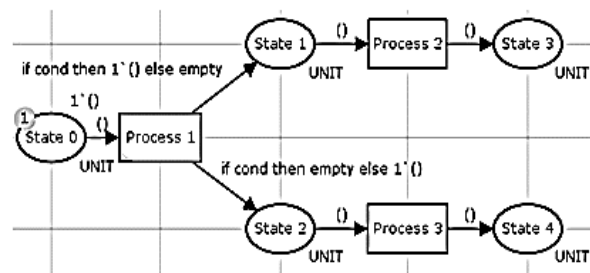 State 1
()
Process 2
()
State 3
UNIT
UNIT
if cond then 1`() else empty
1`()
1
State 0
()
Process 1
UNIT
if cond then empty else 1`()
State 2
()
Process 3
()
State 4
UNIT
UNIT